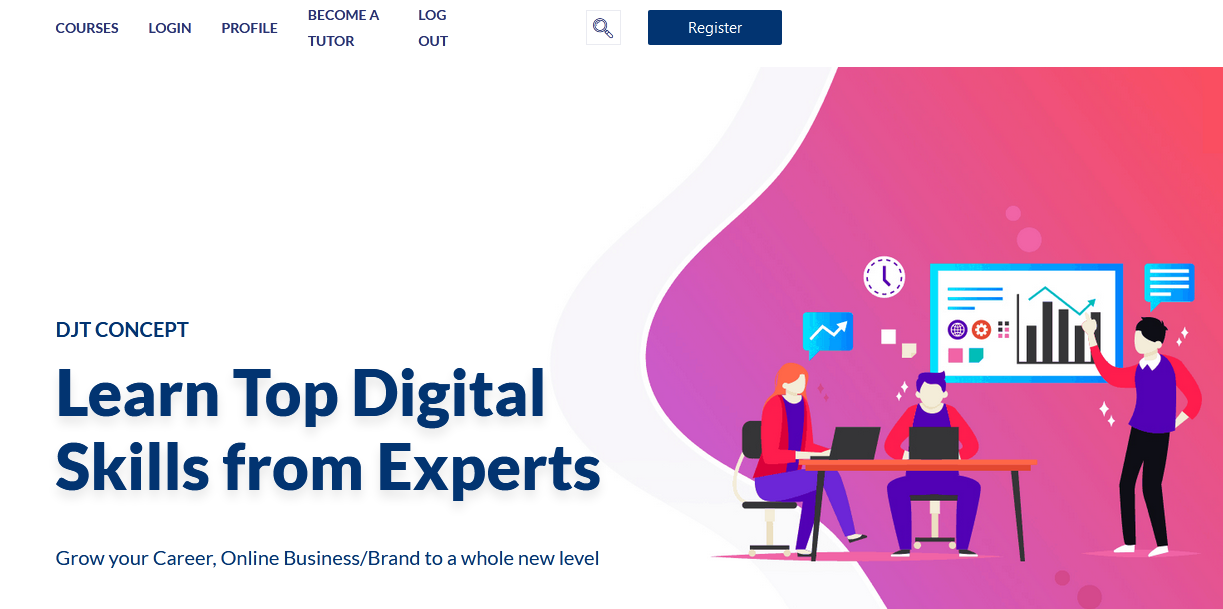 COURSES LOGIN PROFILE BECOME A TUTOR LOG OUT Register
DJT CONCEPT
Learn Top Digital
Skills from Experts
Grow your Career, Online Business/Brand to a whole new level